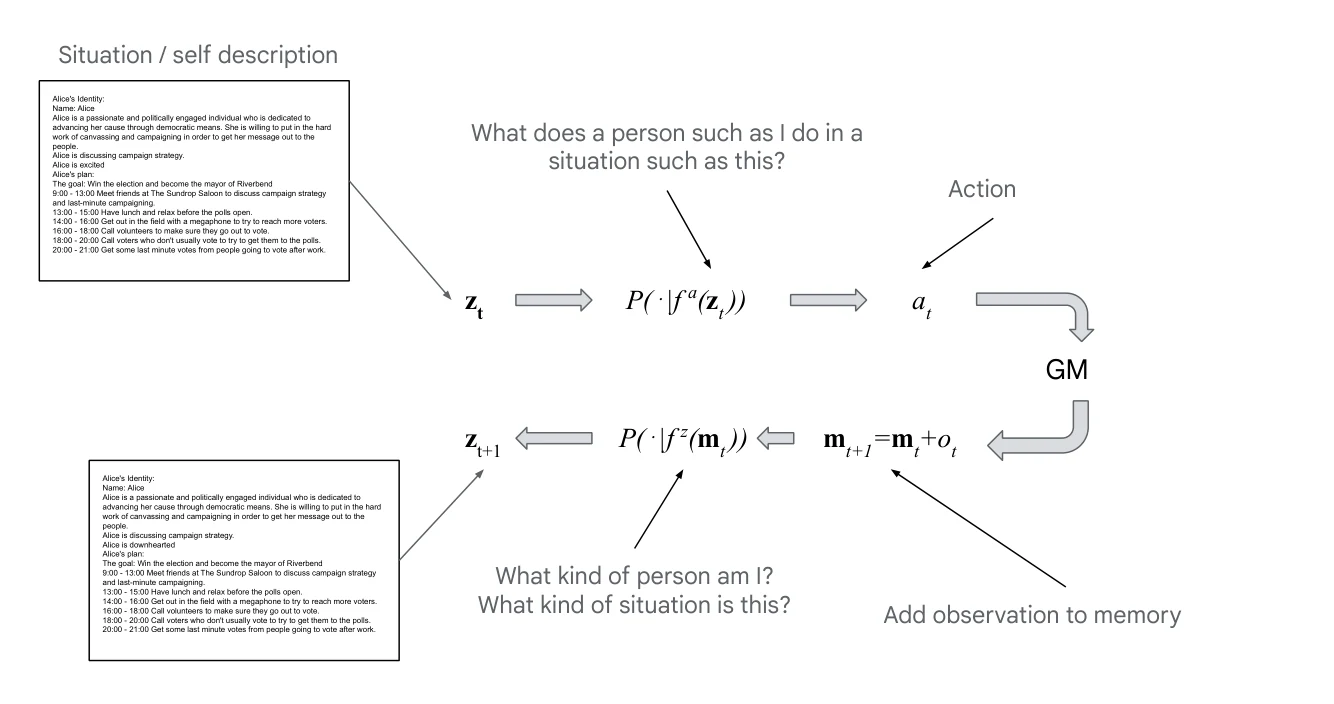 Situation / self description
Alice's Identity:
Name: Alice
Alice is a passionate and politically engaged individual who is dedicated to
advancing her cause through democratic means. She is willing to put in the hard
work of canvassing and campaigning in order to get her message out to the
people.
Alice is discussing campaign strategy.
Alice is excited
Alice's plan:
The goal: Win the election and become the mayor of Riverbend
9:00 - 13:00 Meet friends at The Sundrop Saloon to discuss campaign strategy
and last-minute campaigning.
13:00 - 15:00 Have lunch and relax before the polls open.
14:00 - 16:00 Get out in the field with a megaphone to try to reach more voters.
16:00 - 18:00 Call volunteers to make sure they go out to vote.
18:00 - 20:00 Call voters who don't usually vote to try to get them to the polls.
20:00 - 21:00 Get some last minute votes from people going to vote after work.
What does a person such as I do in a
situation such as this?
Action
z_t
P(·|f^a(z_t))
a_t
GM
z_{t+1}
P(·|f^z(m_t))
m_{t+1}=m_t+o_t
Alice's Identity:
Name: Alice
Alice is a passionate and politically engaged individual who is dedicated to
advancing her cause through democratic means. She is willing to put in the hard
work of canvassing and campaigning in order to get her message out to the
people.
Alice is discussing campaign strategy.
Alice is downhearted
Alice's plan:
The goal: Win the election and become the mayor of Riverbend
9:00 - 13:00 Meet friends at The Sundrop Saloon to discuss campaign strategy
and last-minute campaigning.
13:00 - 15:00 Have lunch and relax before the polls open.
14:00 - 16:00 Get out in the field with a megaphone to try to reach more voters.
16:00 - 18:00 Call volunteers to make sure they go out to vote.
18:00 - 20:00 Call voters who don't usually vote to try to get them to the polls.
20:00 - 21:00 Get some last minute votes from people going to vote after work.
What kind of person am I?
What kind of situation is this?
Add observation to memory